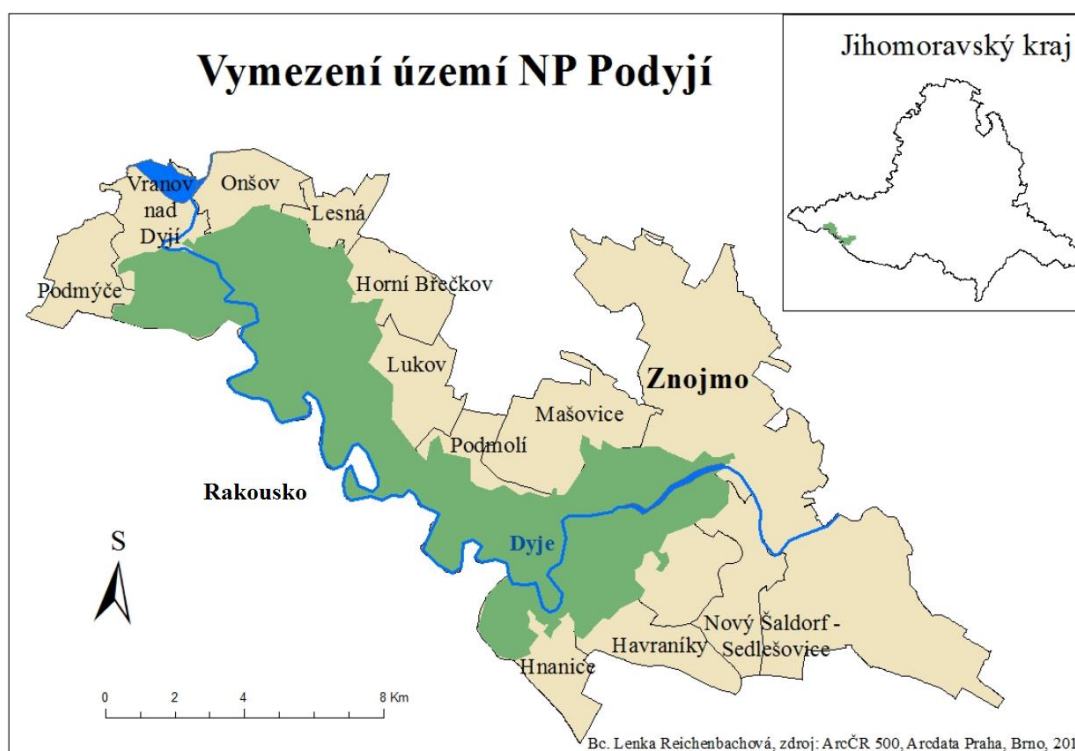 Vymezení území NP Podyjí
Jihomoravský kraj
Vranov
nad
Dyjí
Onšov
Lesná
Podmýče
Horní Břečkov
Lukov
Znojmo
Mašovice
Podmolí
Rakousko
Dyje
S
Nový Šaldorf -
Sedlešovice
Havraníky
Hnanice
0 2 4 8 Km
Bc. Lenka Reichenbachová, zdroj: ArcČR 500, Arcdata Praha, Brno, 201